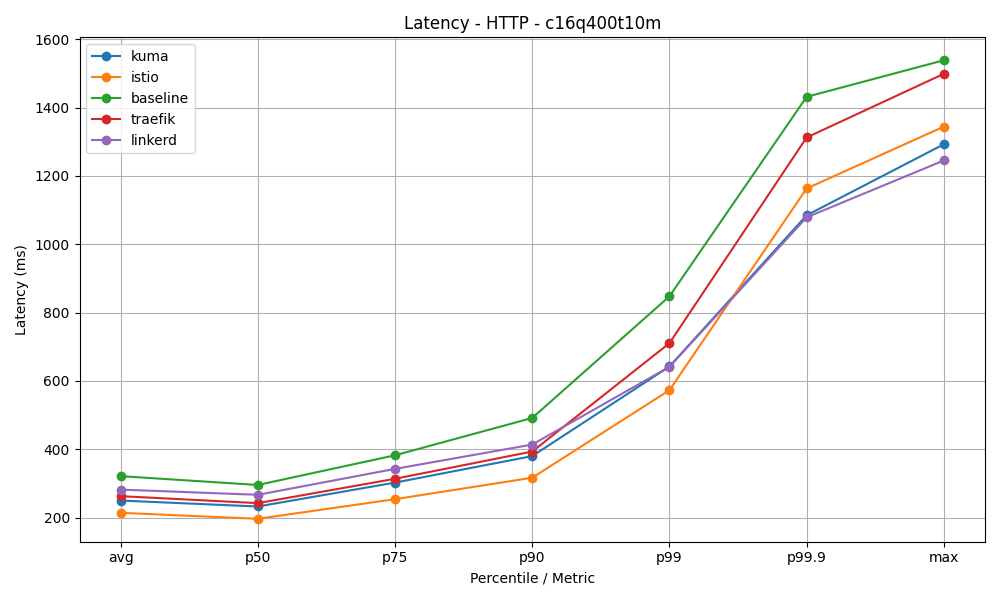 Latency - HTTP - c16q400t10m
kuma
istio
baseline
traefik
linkerd
Latency (ms)
1600
1400
1200
1000
800
600
400
200
avg p50 p75 p90 p99 p99.9 max
Percentile / Metric